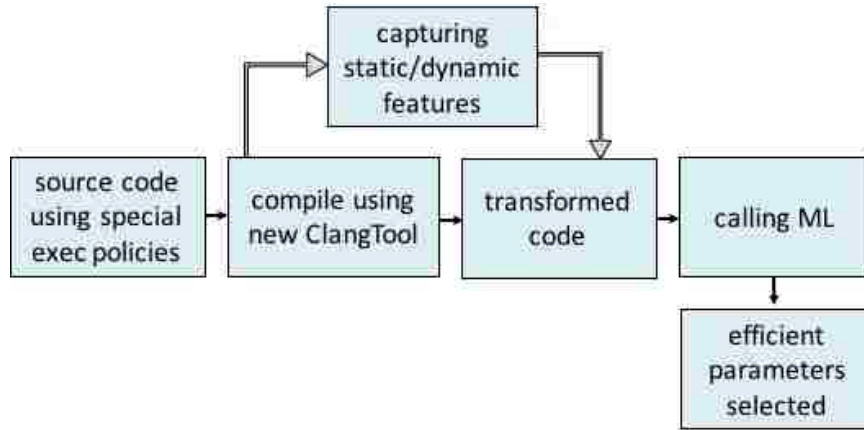 capturing
static/dynamic
features
source code
using special
exec policies
compile using
new ClangTool
transformed
code
calling ML
efficient
parameters
selected